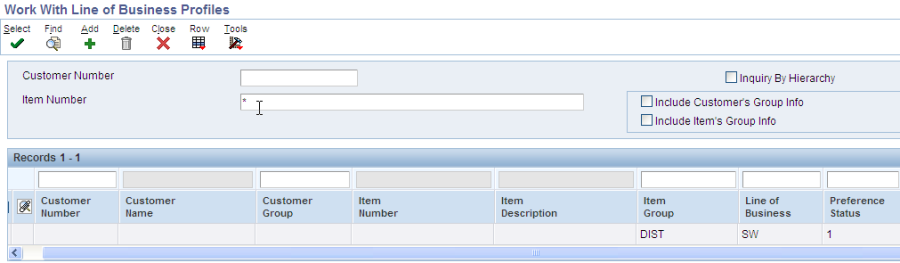 Work With Line of Business Profiles
Select Find Add Delete Close Row Tools
Customer Number
Inquiry By Hierarchy
Item Number
*
Include Customer's Group Info
Include Item's Group Info
Records 1 - 1
Customer Number
Customer Name
Customer Group
Item Number
Item Description
Item Group
Line of Business
Preference Status
DIST SW 1